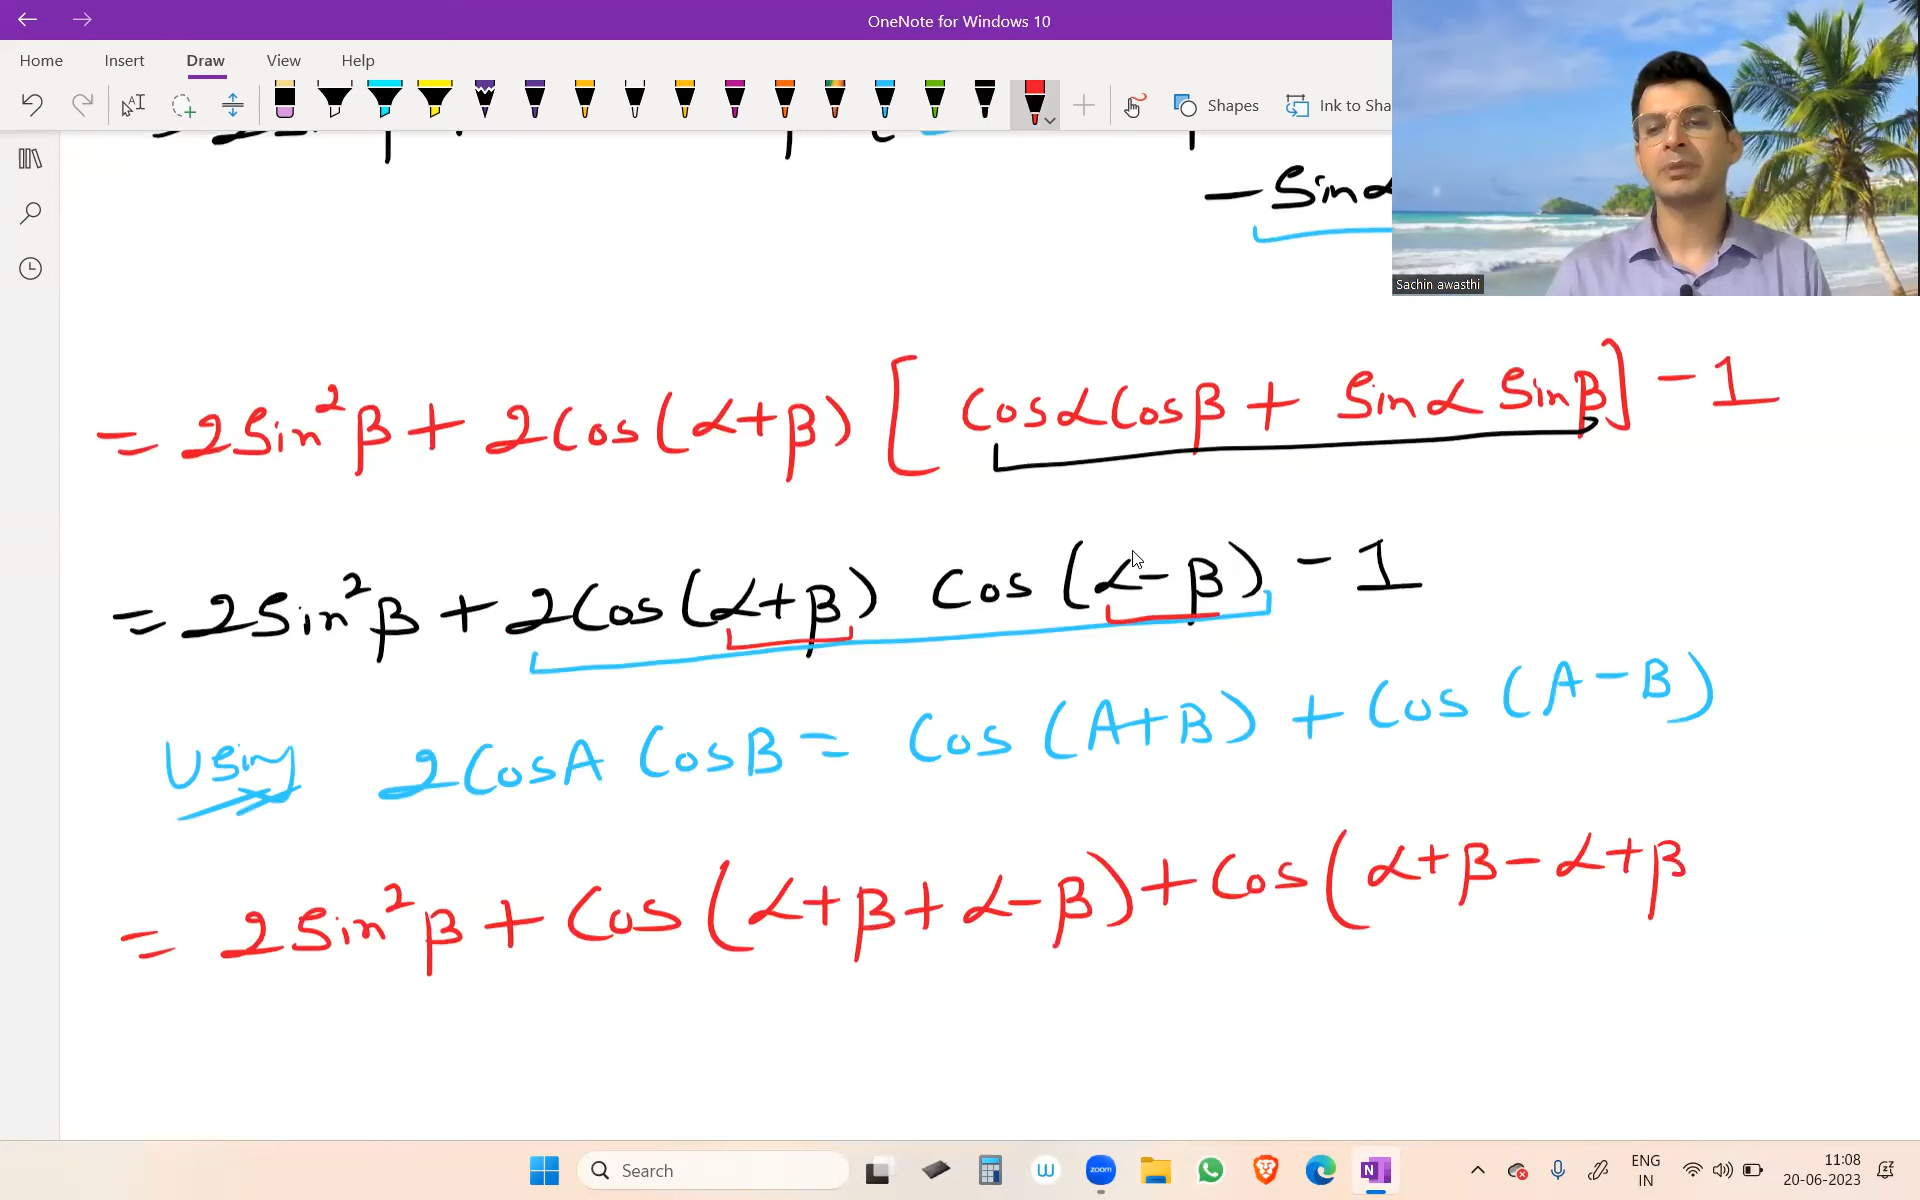 OneNote for Windows 10
Home Insert Draw View Help
Shapes Ink to Sha
- Sinα
Sachin awasthi
= 2Sin²β + 2Cos(α+β) [ CosαCosβ + Sinα Sinβ ] - 1
= 2Sin²β + 2Cos(α+β) Cos(α-β) - 1
Using 2CosA CosB = Cos(A+B) + Cos(A-B)
= 2Sin²β + Cos(α+β+α-β) + Cos(α+β-α+β
Search
zoom
ENG
IN
11:08
20-06-2023